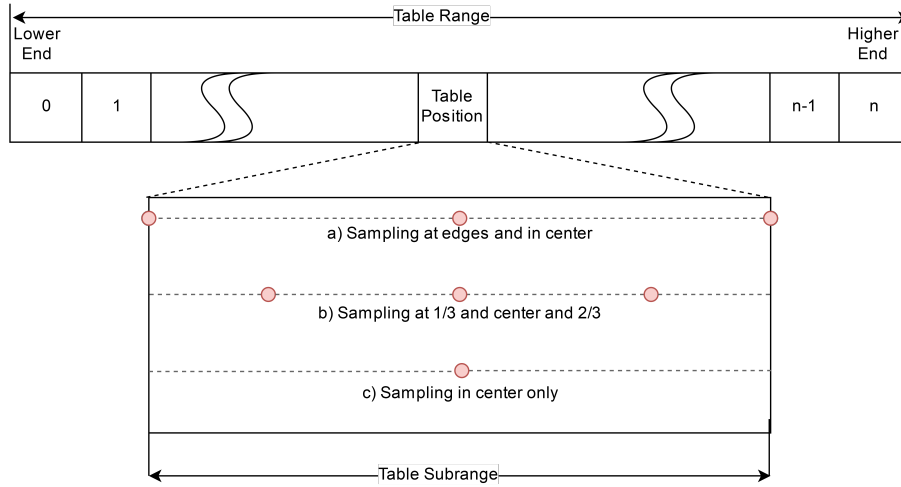 Table Range
Lower
End
Higher
End
0
1
Table
Position
n-1
n
a) Sampling at edges and in center
b) Sampling at 1/3 and center and 2/3
c) Sampling in center only
Table Subrange